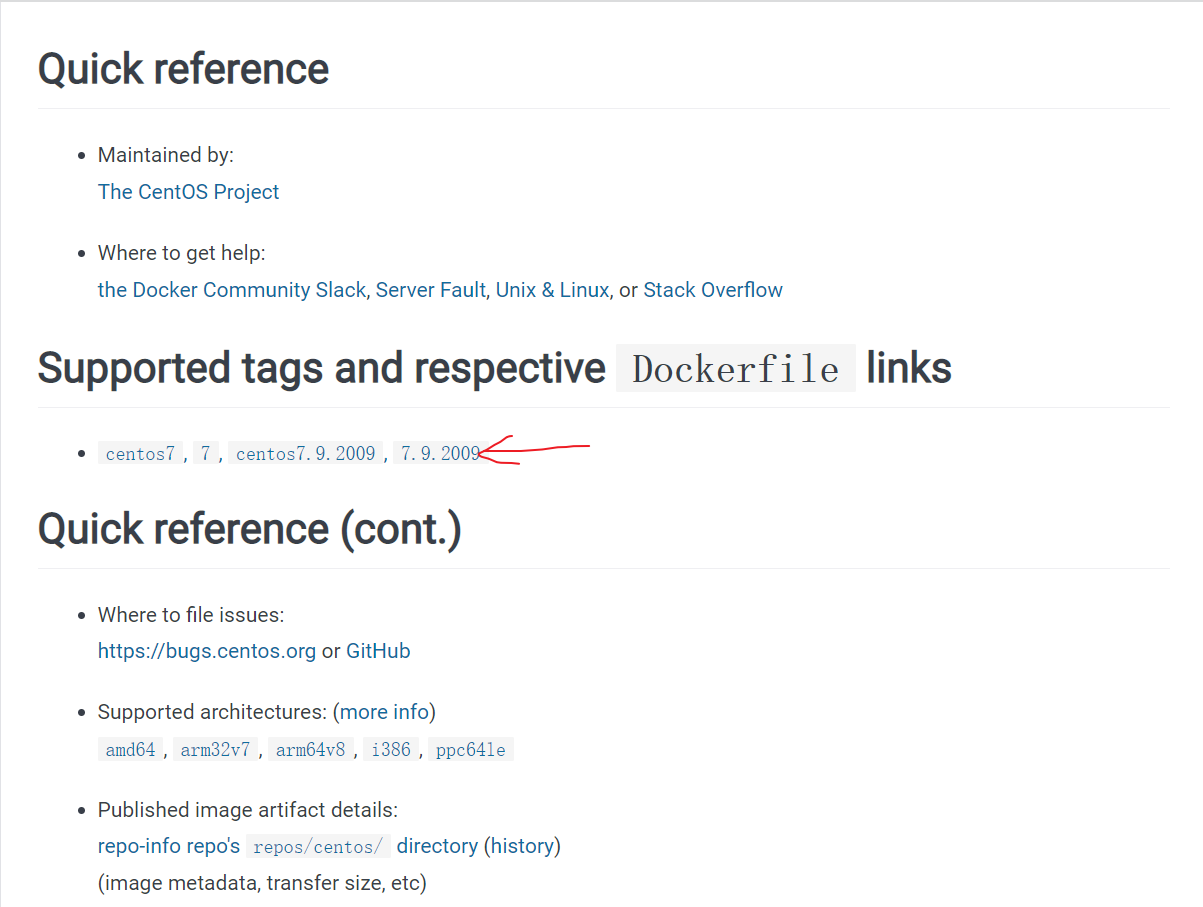 Quick reference
Maintained by:
The CentOS Project
Where to get help:
the Docker Community Slack, Server Fault, Unix & Linux, or Stack Overflow
Supported tags and respective Dockerfile links
centos7, 7, centos7.9.2009, 7.9.2009
Quick reference (cont.)
Where to file issues:
https://bugs.centos.org or GitHub
Supported architectures: (more info)
amd64, arm32v7, arm64v8, i386, ppc64le
Published image artifact details:
repo-info repo's repos/centos/ directory (history)
(image metadata, transfer size, etc)